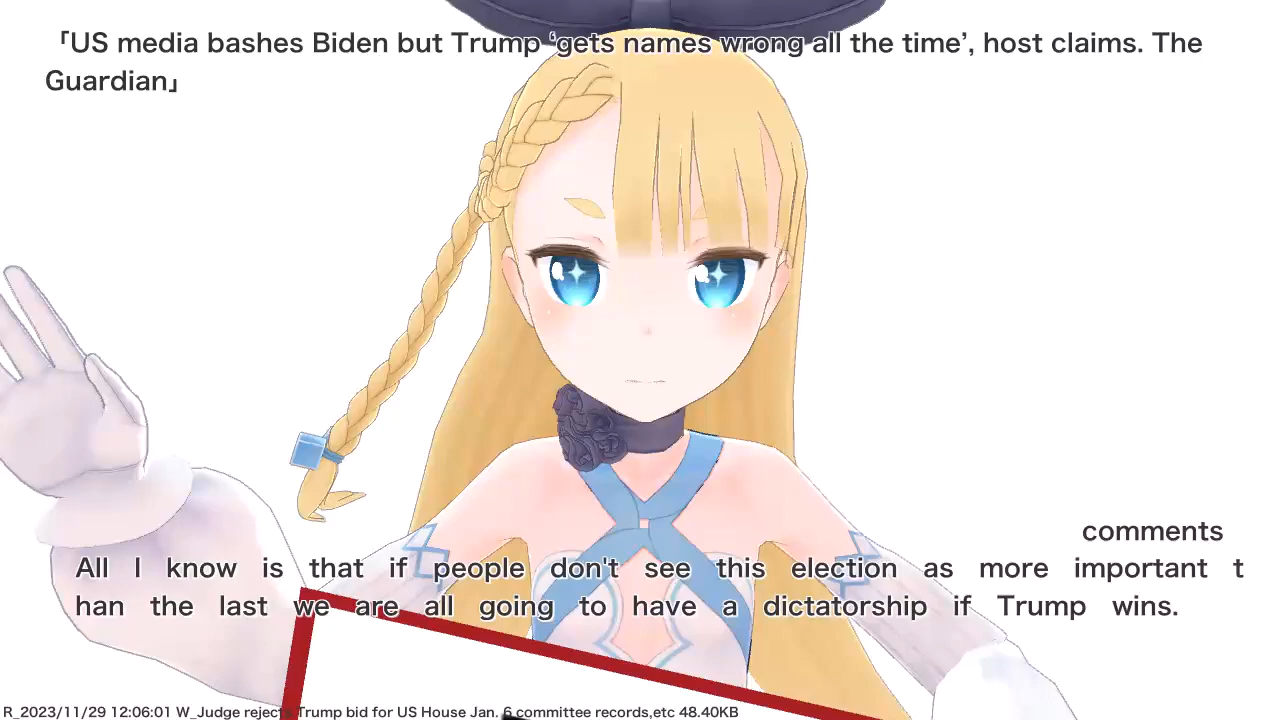 「US media bashes Biden but Trump ‘gets names wrong all the time’, host claims. The
Guardian」
comments
All I know is that if people don't see this election as more important t
han the last we are all going to have a dictatorship if Trump wins.
R_2023/11/29 12:06:01 W_Judge rejects Trump bid for US House Jan. 6 committee records,etc 48.40KB